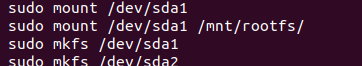 sudo mount /dev/sda1
sudo mount /dev/sda1 /mnt/rootfs/
sudo mkfs /dev/sda1
sudo mkfs /dev/sda2